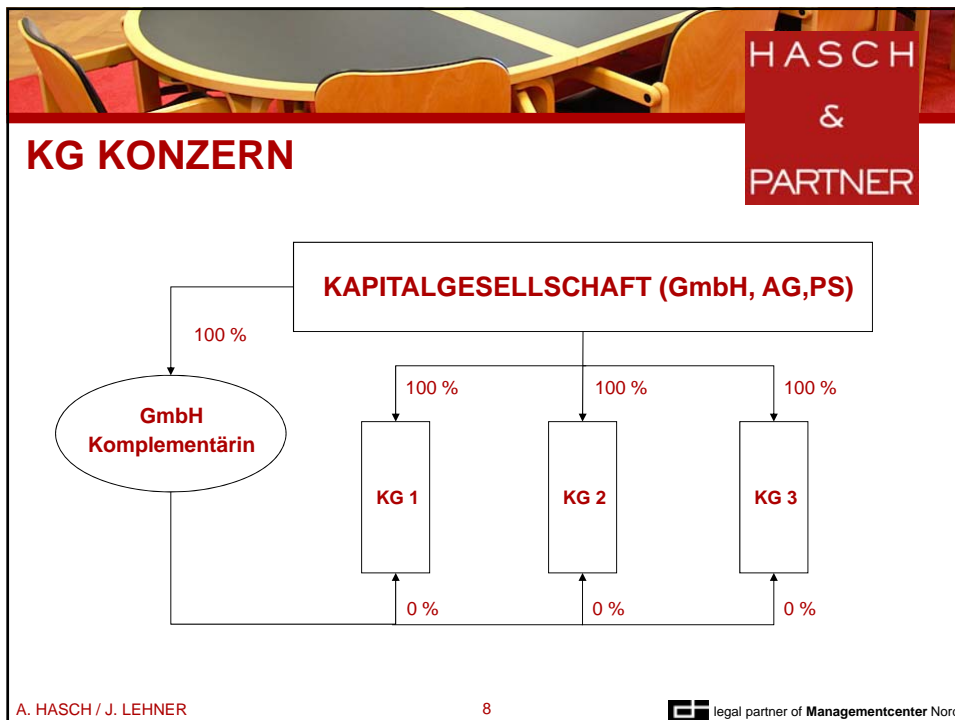 HASCH
&
PARTNER
KG KONZERN
KAPITALGESELLSCHAFT (GmbH, AG,PS)
100 %
100 %
100 %
100 %
GmbH
Komplementärin
KG 1
KG 2
KG 3
0 %
0 %
0 %
A. HASCH / J. LEHNER
8
legal partner of Managementcenter Nord